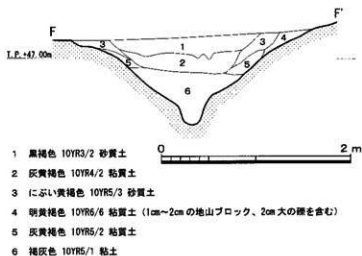 F F'
3 1 3 4
T.P.+47.00m
5 2 5
6
0 2 m
1 黒褐色 10YR3/2 砂質土
2 灰黄褐色 10YR4/2 粘質土
3 にぶい黄褐色 10YR5/3 砂質土
4 明黄褐色 10YR6/6 粘質土 (1cm~2cmの地山ブロック、2cm大の礫を含む)
5 灰黄褐色 10YR5/2 粘質土
6 褐灰色 10YR5/1 粘土